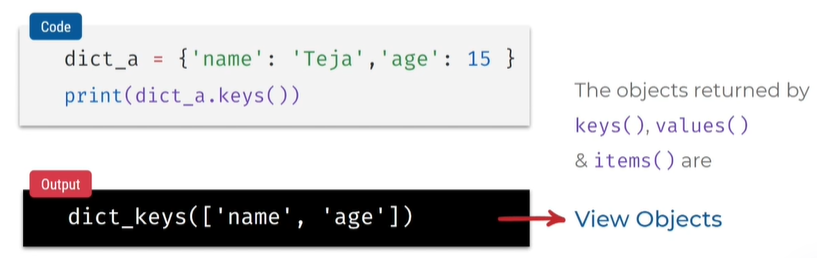 Code
dict_a = {'name': 'Teja','age': 15 }
print(dict_a.keys())
The objects returned by
keys(), values()
& items() are
Output
dict_keys(['name', 'age'])
View Objects